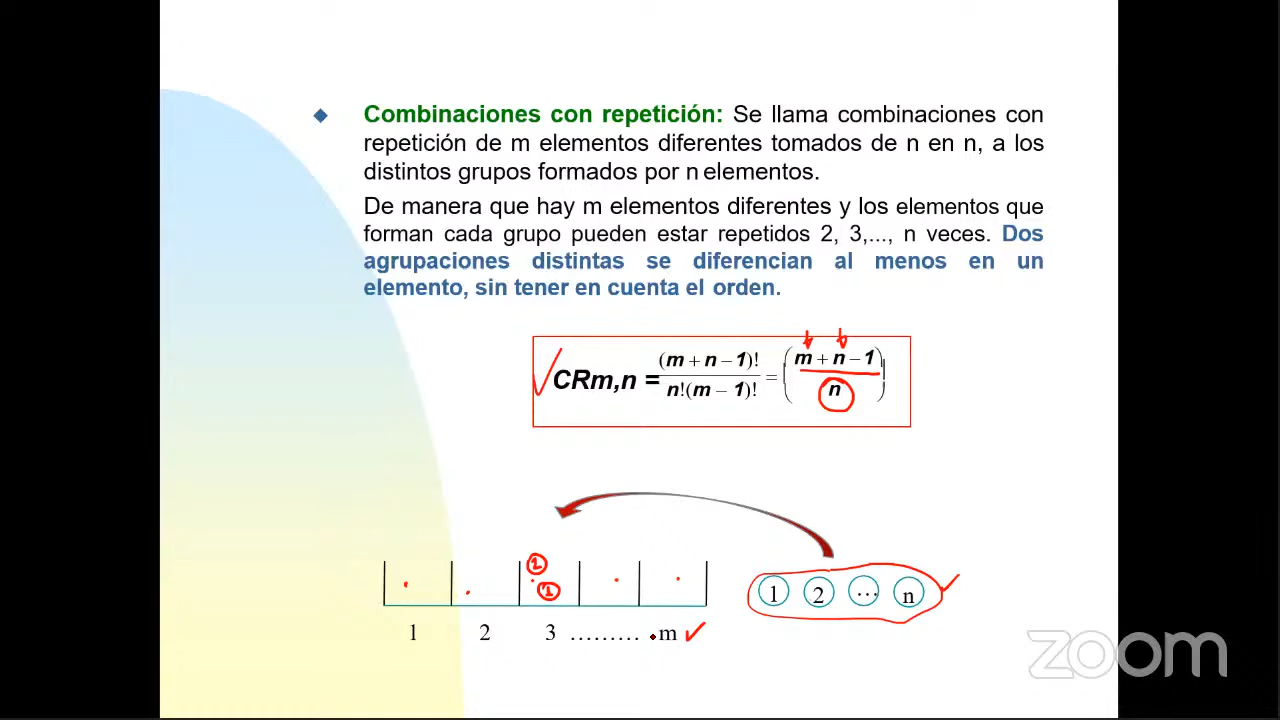 Combinaciones con repetición: Se llama combinaciones con
repetición de m elementos diferentes tomados de n en n, a los
distintos grupos formados por n elementos.
De manera que hay m elementos diferentes y los elementos que
forman cada grupo pueden estar repetidos 2, 3,..., n veces. Dos
agrupaciones distintas se diferencian al menos en un
elemento, sin tener en cuenta el orden.
CRm,n = (m + n − 1)! / n!(m − 1)! = (m + n − 1 / n)
2
1
1 2 ... n
1 2 3 ......... .m
zoom